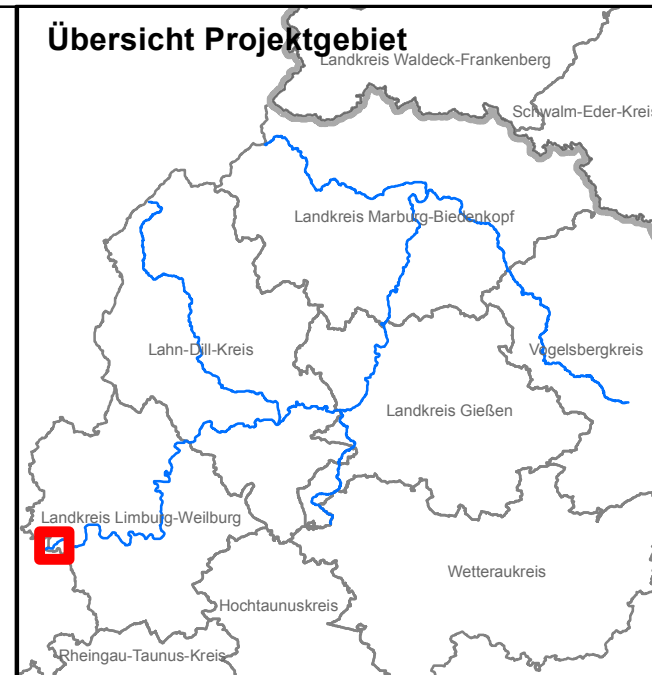 Übersicht Projektgebiet
Landkreis Waldeck-Frankenberg
Schwalm-Eder-Kreis
Landkreis Marburg-Biedenkopf
Lahn-Dill-Kreis
Vogelsbergkreis
Landkreis Gießen
Landkreis Limburg-Weilburg
Wetteraukreis
Hochtaunuskreis
Rheingau-Taunus-Kreis